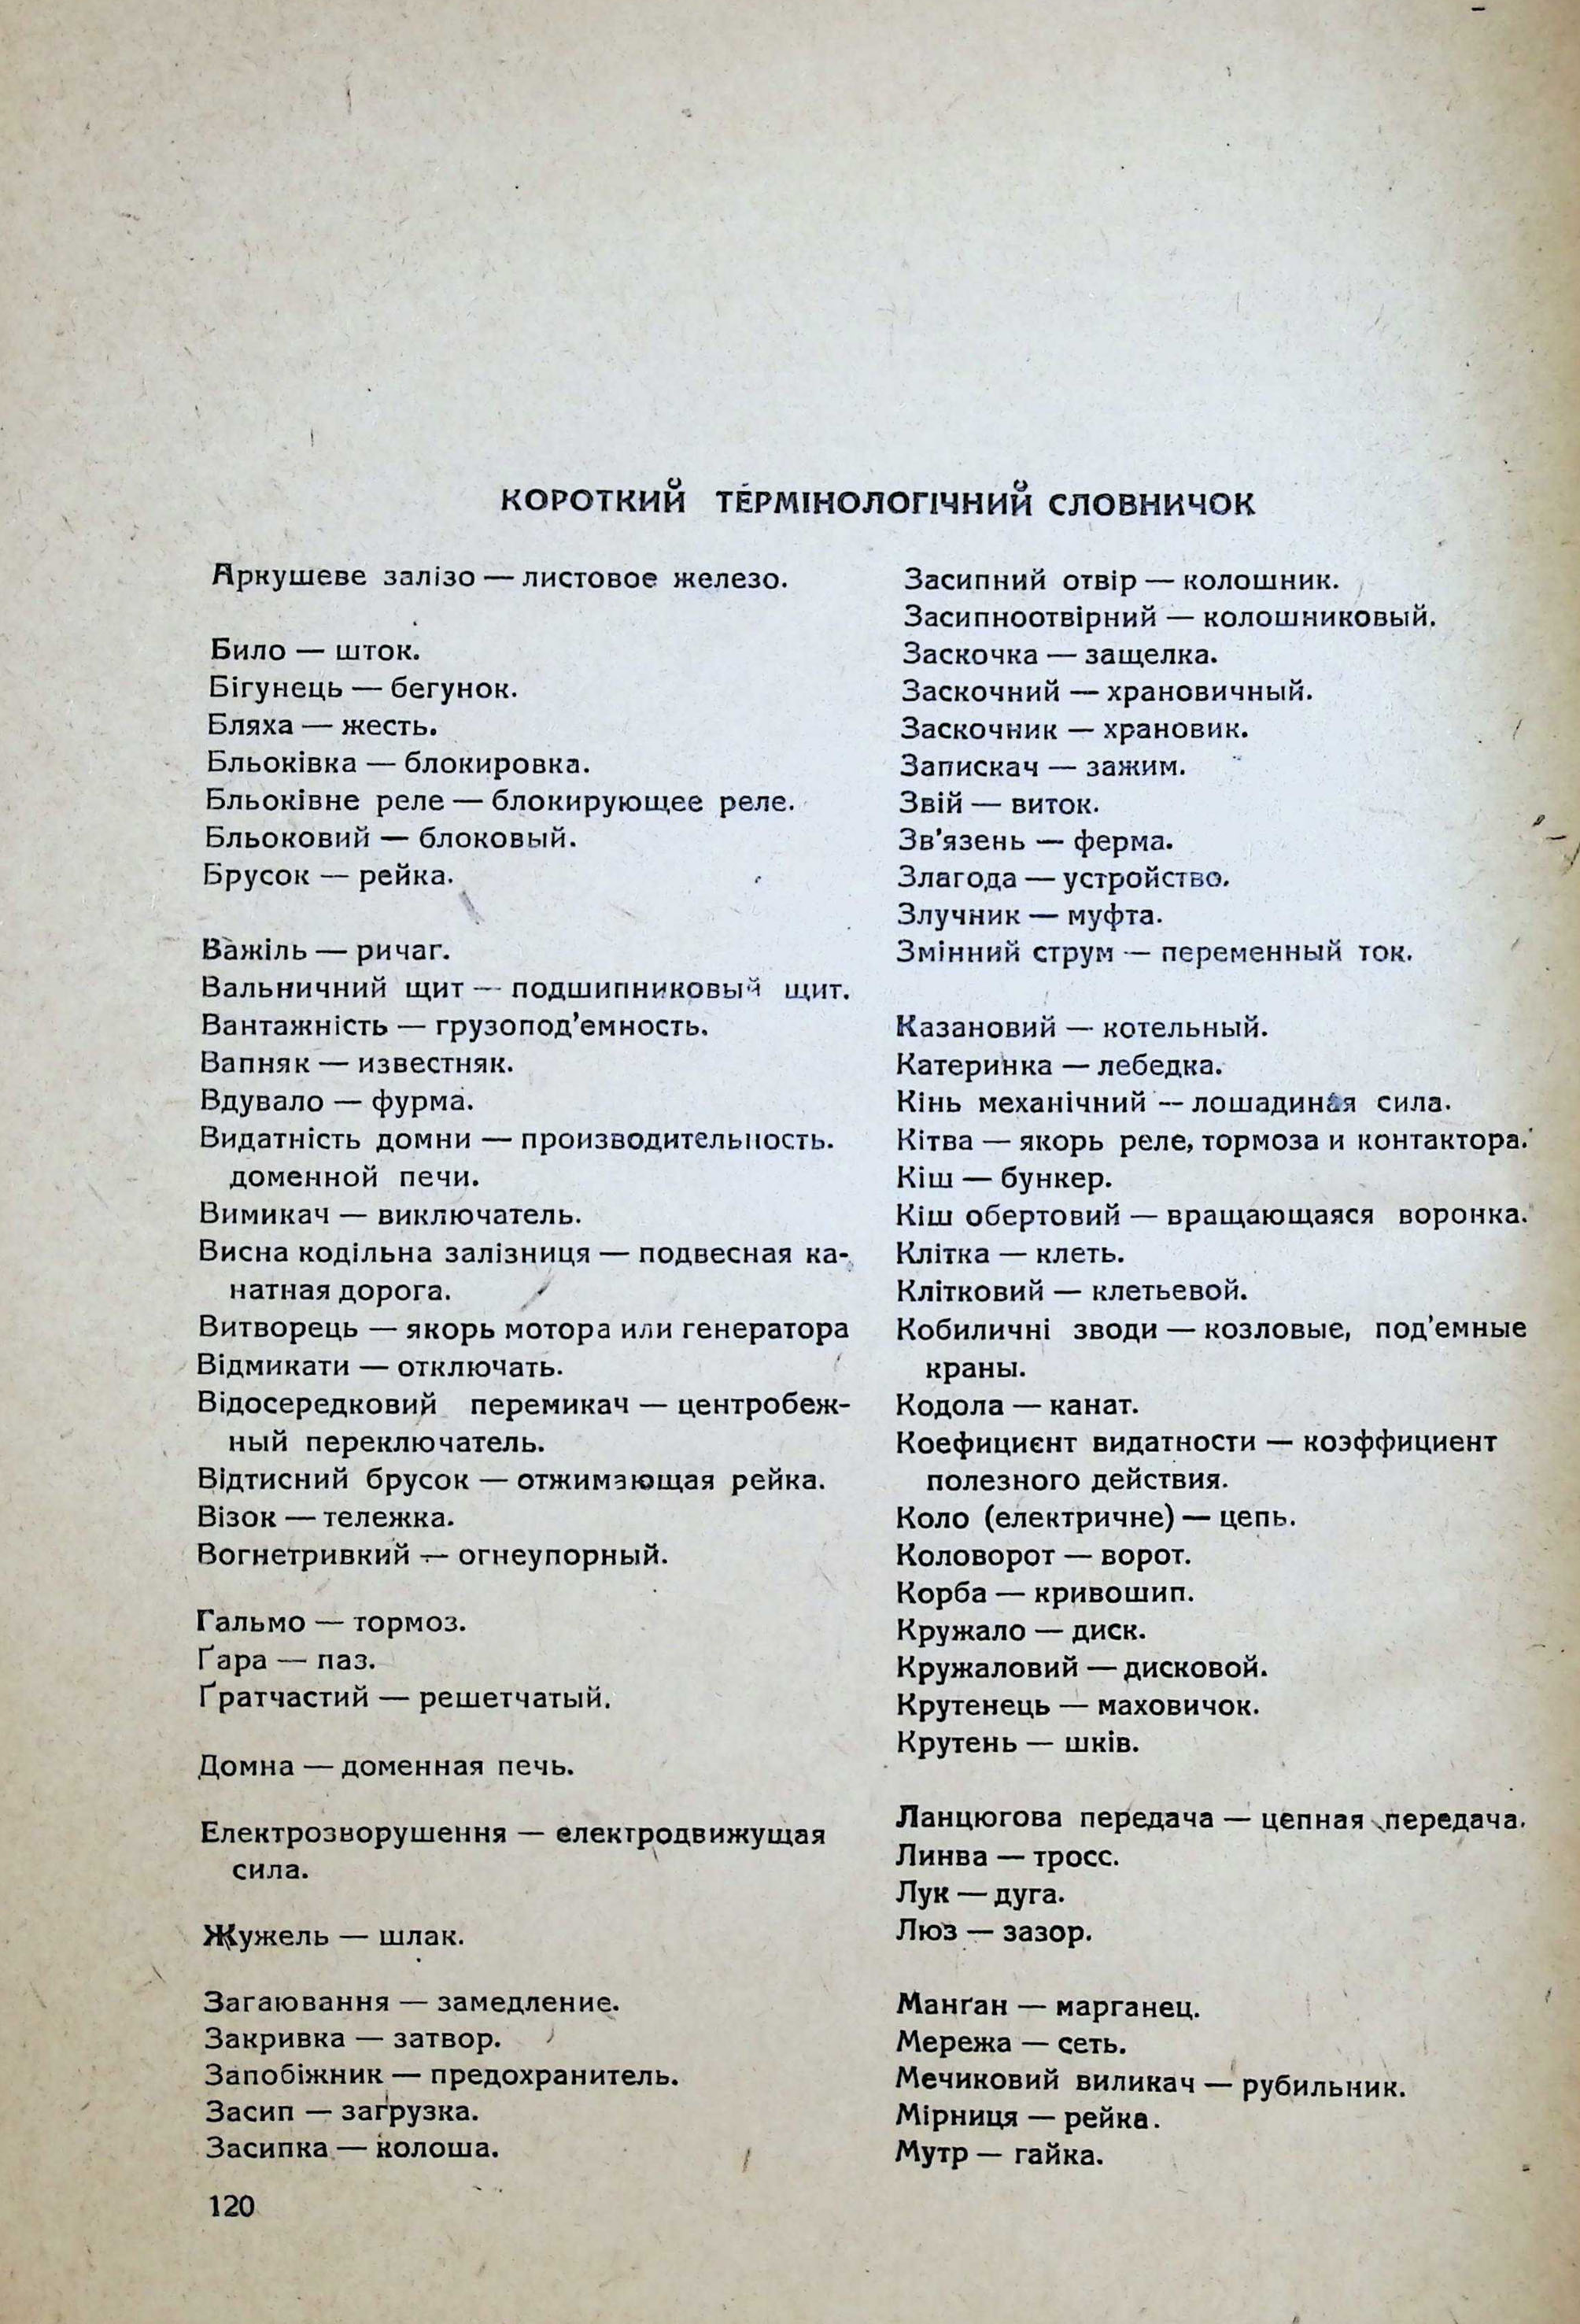 КОРОТКИЙ ТЕРМІНОЛОГІЧНИЙ СЛОВНИЧОК
Аркушеве залізо — листовое железо.
Било — шток.
Бігунець — бегунок.
Бляха — жесть.
Бльоківка — блокировка.
Бльоківне реле — блокирующее реле.
Бльоковий — блоковый.
Брусок — рейка.
Важіль — ричаг.
Вальничний щит — подшипниковый щит.
Вантажність — грузопод'емность.
Вапняк — известняк.
Вдувало — фурма.
Видатність домни — производительность.
доменной печи.
Вимикач — виключатель.
Висна кодільна залізниця — подвесная ка-
натная дорога.
Витворець — якорь мотора или генератора
Відмикати — отключать.
Відосередковий перемикач — центробеж-
ный переключатель.
Відтисний брусок — отжимающая рейка.
Візок — тележка.
Вогнетривкий — огнеупорный.
Гальмо — тормоз.
Ґара — паз.
Ґратчастий — решетчатый.
Домна — доменная печь.
Електрозворушення — електродвижущая
сила.
Жужель — шлак.
Загаювання — замедление.
Закривка — затвор.
Запобіжник — предохранитель.
Засип — загрузка.
Засипка — колоша.
120
Засипний отвір — колошник.
Засипноотвірний — колошниковый.
Заскочка — защелка.
Заскочний — храновичный.
Заскочник — храновик.
Запискач — зажим.
Звій — виток.
Зв'язень — ферма.
Злагода — устройство.
Злучник — муфта.
Змінний струм — переменный ток.
Казановий — котельный.
Катеринка — лебедка.
Кінь механічний — лошадиная сила.
Кітва — якорь реле, тормоза и контактора.
Кіш — бункер.
Кіш обертовий — вращающаяся воронка.
Клітка — клеть.
Клітковий — клетьевой.
Кобиличні зводи — козловые, под'емные
краны.
Кодола — канат.
Коефициєнт видатности — коэффициент
полезного действия.
Коло (електричне) — цепь.
Коловорот — ворот.
Корба — кривошип.
Кружало — диск.
Кружаловий — дисковой.
Крутенець — маховичок.
Крутень — шків.
Ланцюгова передача — цепная передача.
Линва — тросс.
Лук — дуга.
Люз — зазор.
Манґан — марганец.
Мережа — сеть.
Мечиковий виликач — рубильник.
Мірниця — рейка.
Мутр — гайка.